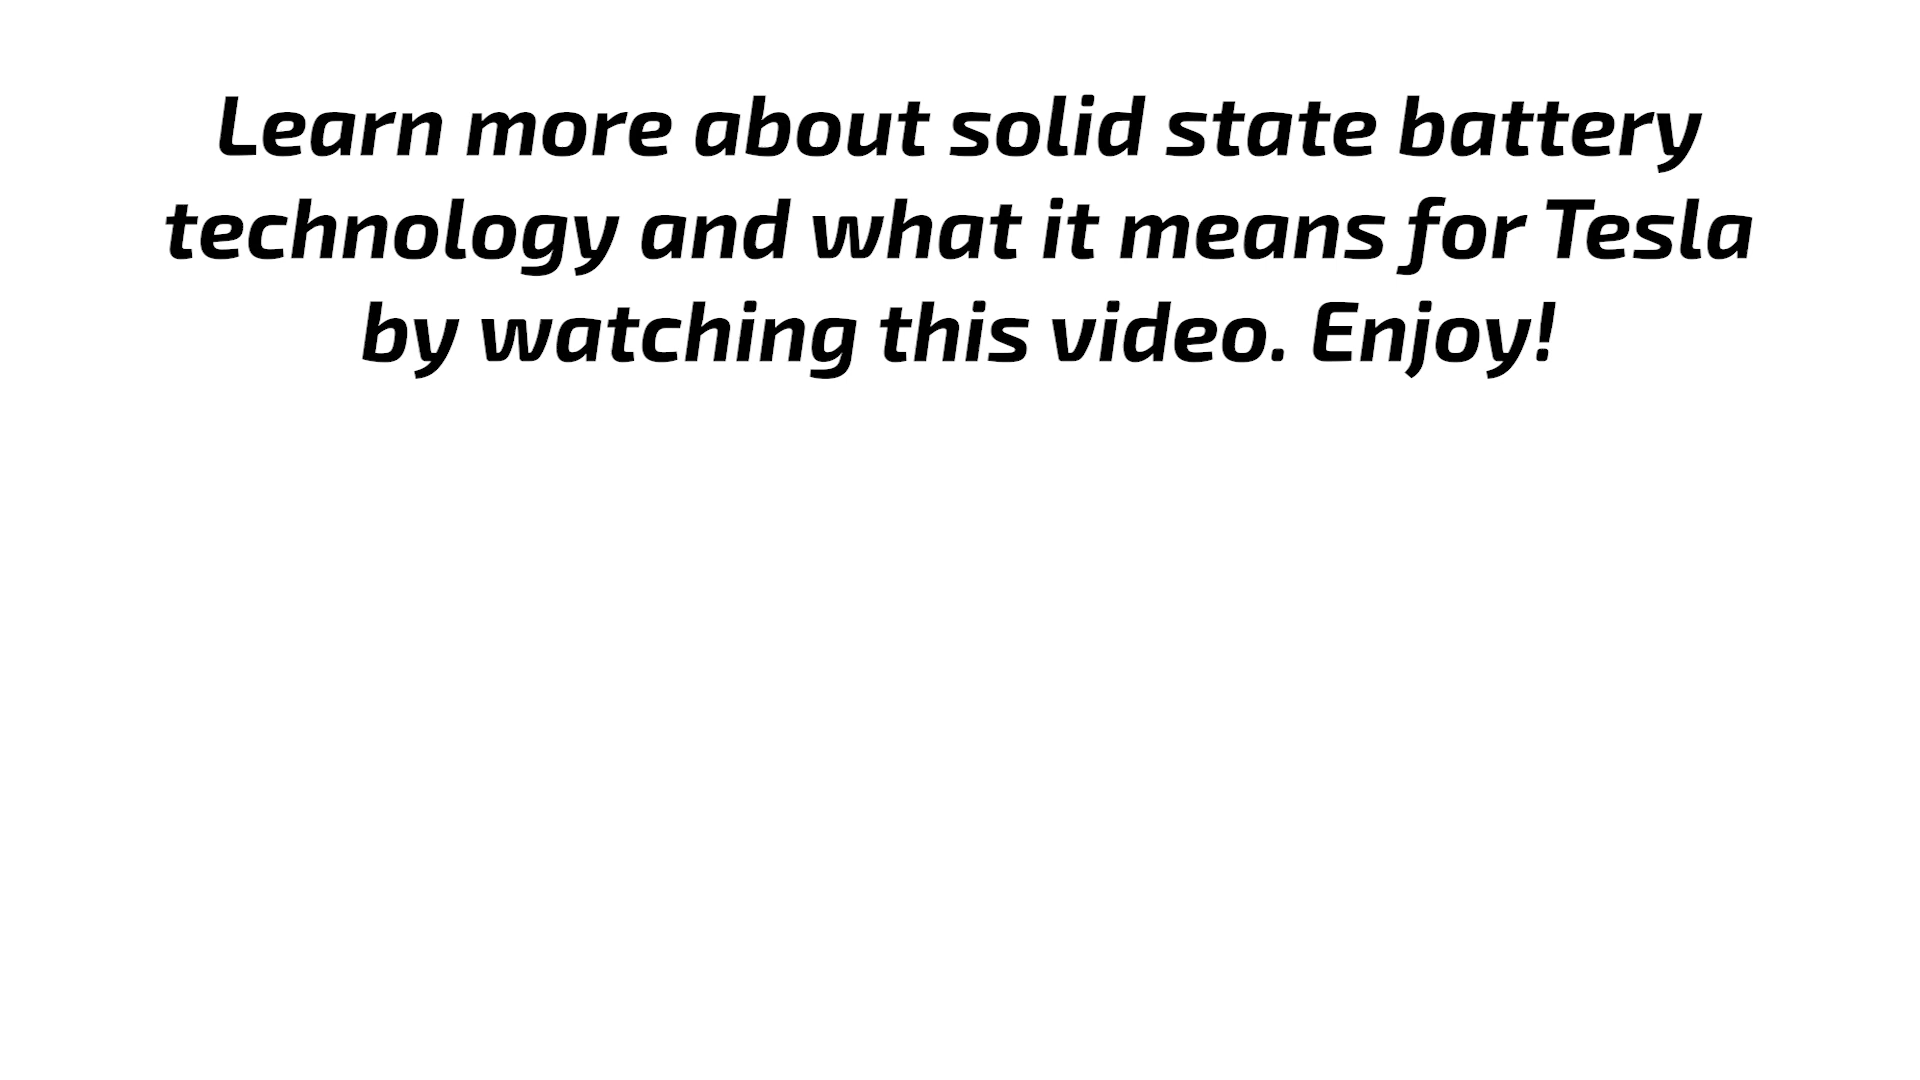 Learn more about solid state battery
technology and what it means for Tesla
by watching this video. Enjoy!